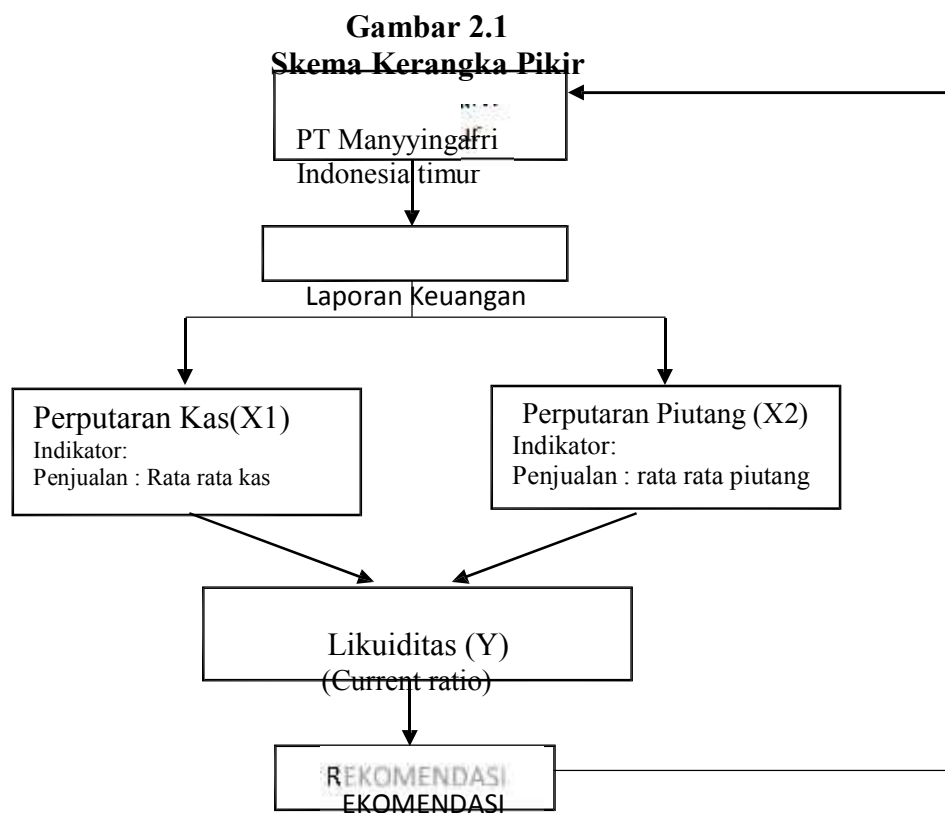 Gambar 2.1
Skema Kerangka Pikir
PT Manyyingafri
Indonesia timur
Laporan Keuangan
Perputaran Kas(X1)
Indikator:
Penjualan : Rata rata kas
Perputaran Piutang (X2)
Indikator:
Penjualan : rata rata piutang
Likuiditas (Y)
(Current ratio)
REKOMENDASI
EKOMENDASI